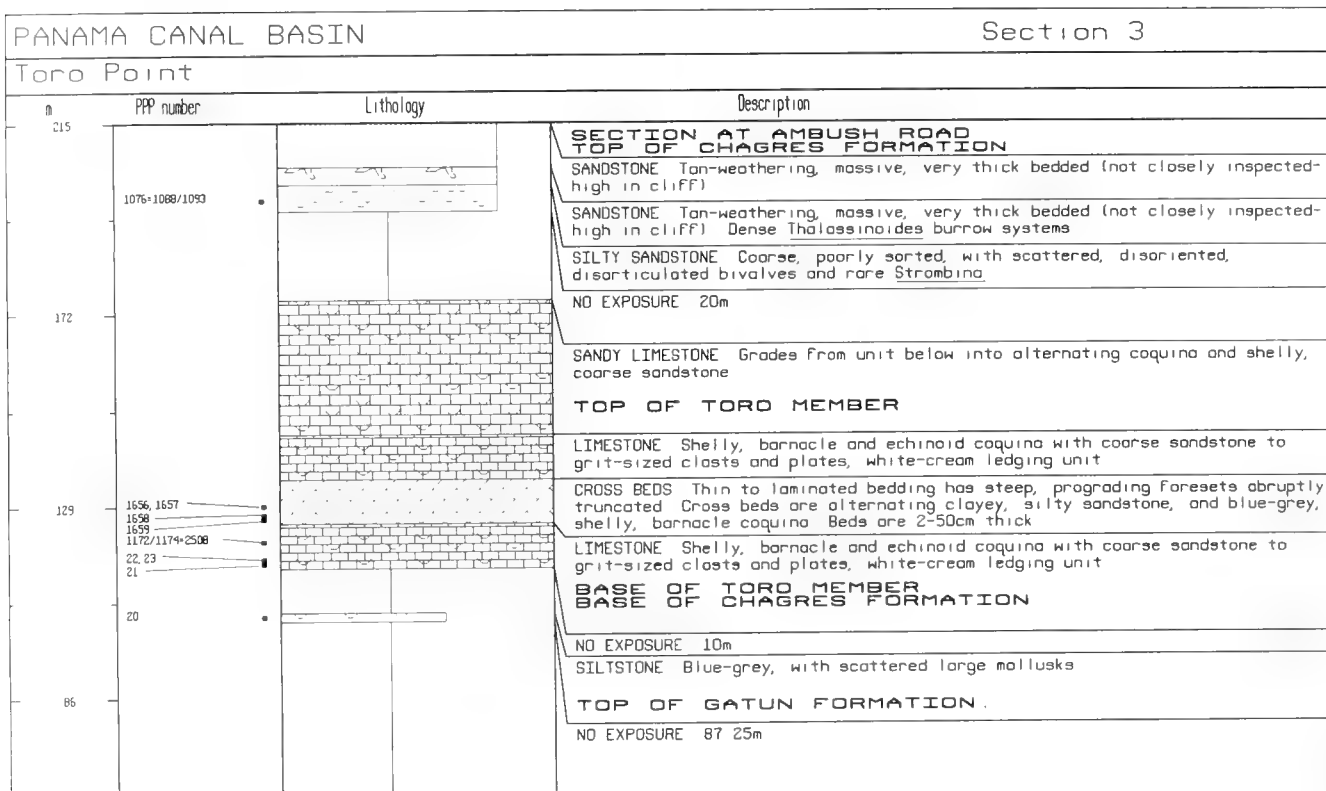 PANAMA CANAL BASIN Section 3
Toro Point
m PPP number Lithology Description
215
SECTION AT AMBUSH ROAD
TOP OF CHAGRES FORMATION
SANDSTONE Tan-weathering, massive, very thick bedded (not closely inspected-
high in cliff)
1076=1088/1093
SANDSTONE Tan-weathering, massive, very thick bedded (not closely inspected-
high in cliff) Dense Thalassinoides burrow systems
SILTY SANDSTONE Coarse, poorly sorted, with scattered, disoriented,
disarticulated bivalves and rare Strombina
NO EXPOSURE 20m
172
SANDY LIMESTONE Grades from unit below into alternating coquina and shelly,
coarse sandstone
TOP OF TORO MEMBER
LIMESTONE Shelly, barnacle and echinoid coquina with coarse sandstone to
grit-sized clasts and plates, white-cream ledging unit
CROSS BEDS Thin to laminated bedding has steep, prograding foresets abruptly
truncated Cross beds are alternating clayey, silty sandstone, and blue-grey,
shelly, barnacle coquina Beds are 2-50cm thick
129
1656, 1657
1658
1659
1172/1174=2508
22, 23
21
LIMESTONE Shelly, barnacle and echinoid coquina with coarse sandstone to
grit-sized clasts and plates, white-cream ledging unit
BASE OF TORO MEMBER
BASE OF CHAGRES FORMATION
20
NO EXPOSURE 10m
SILTSTONE Blue-grey, with scattered large mollusks
86
TOP OF GATUN FORMATION.
NO EXPOSURE 87 25m